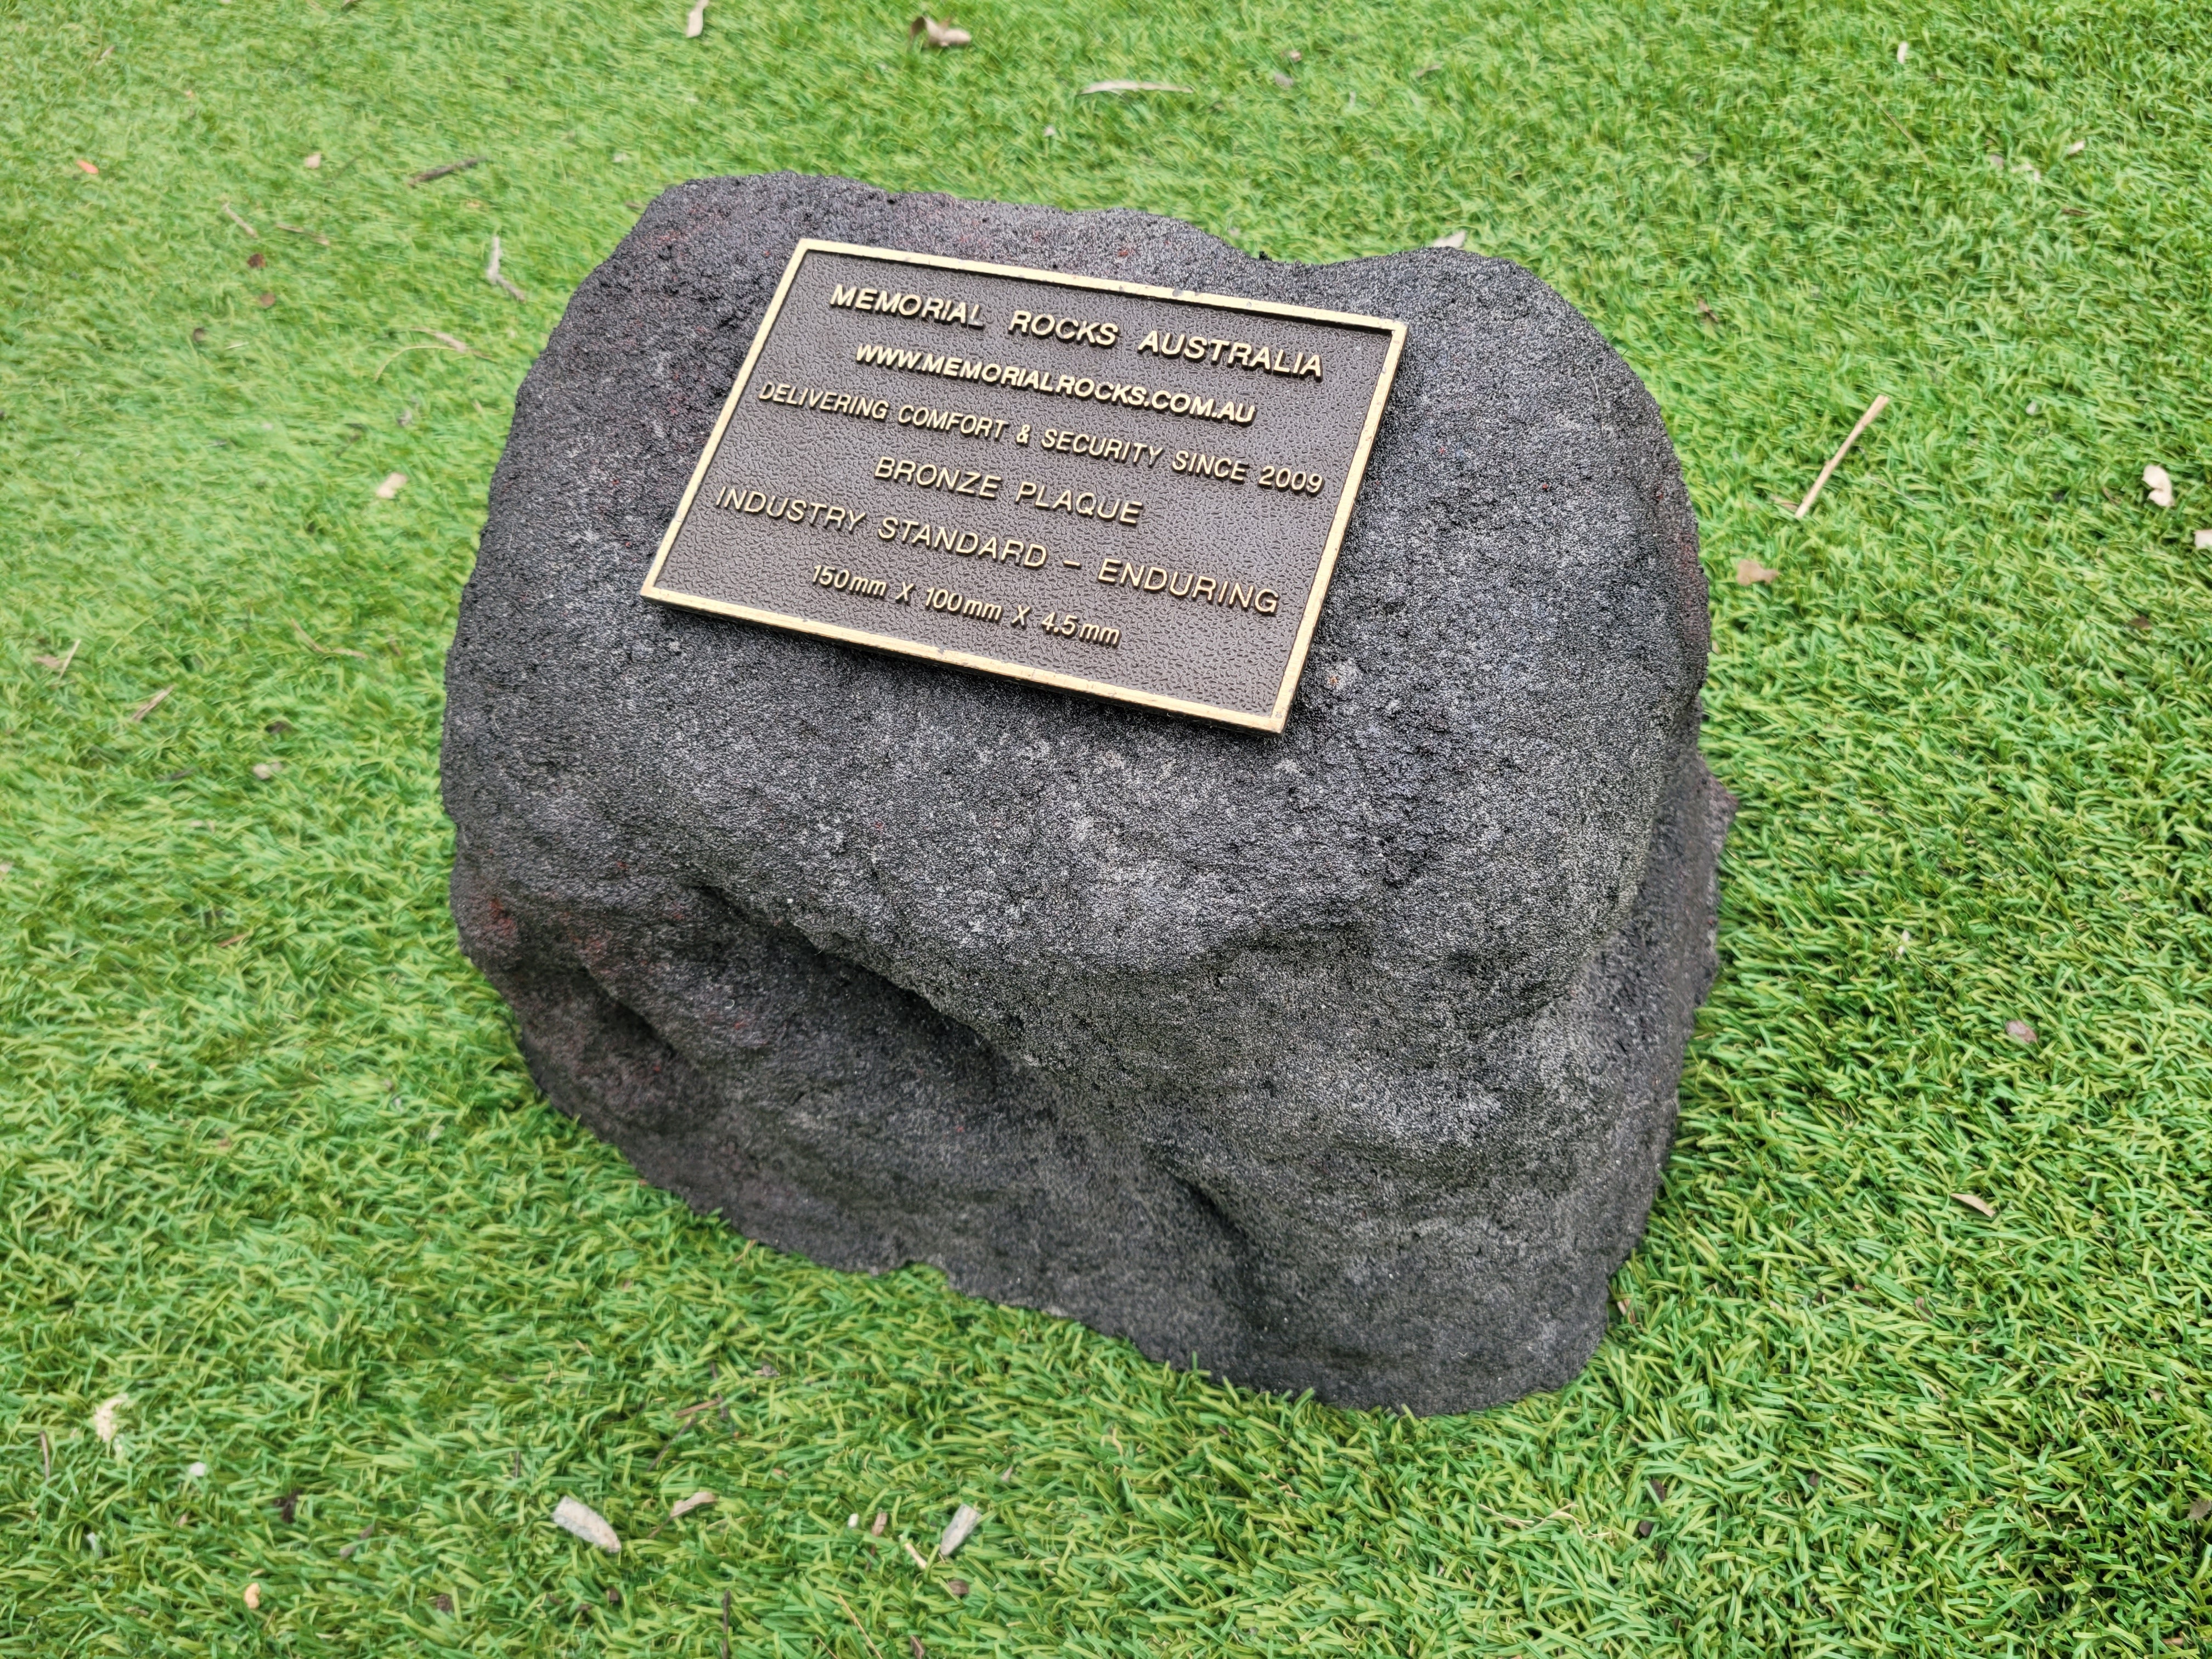 MEMORIAL ROCKS AUSTRALIA
WWW.MEMORIALROCKS.COM.AU
DELIVERING COMFORT & SECURITY SINCE 2009
BRONZE PLAQUE
INDUSTRY STANDARD - ENDURING
150mm X 100mm X 4.5mm